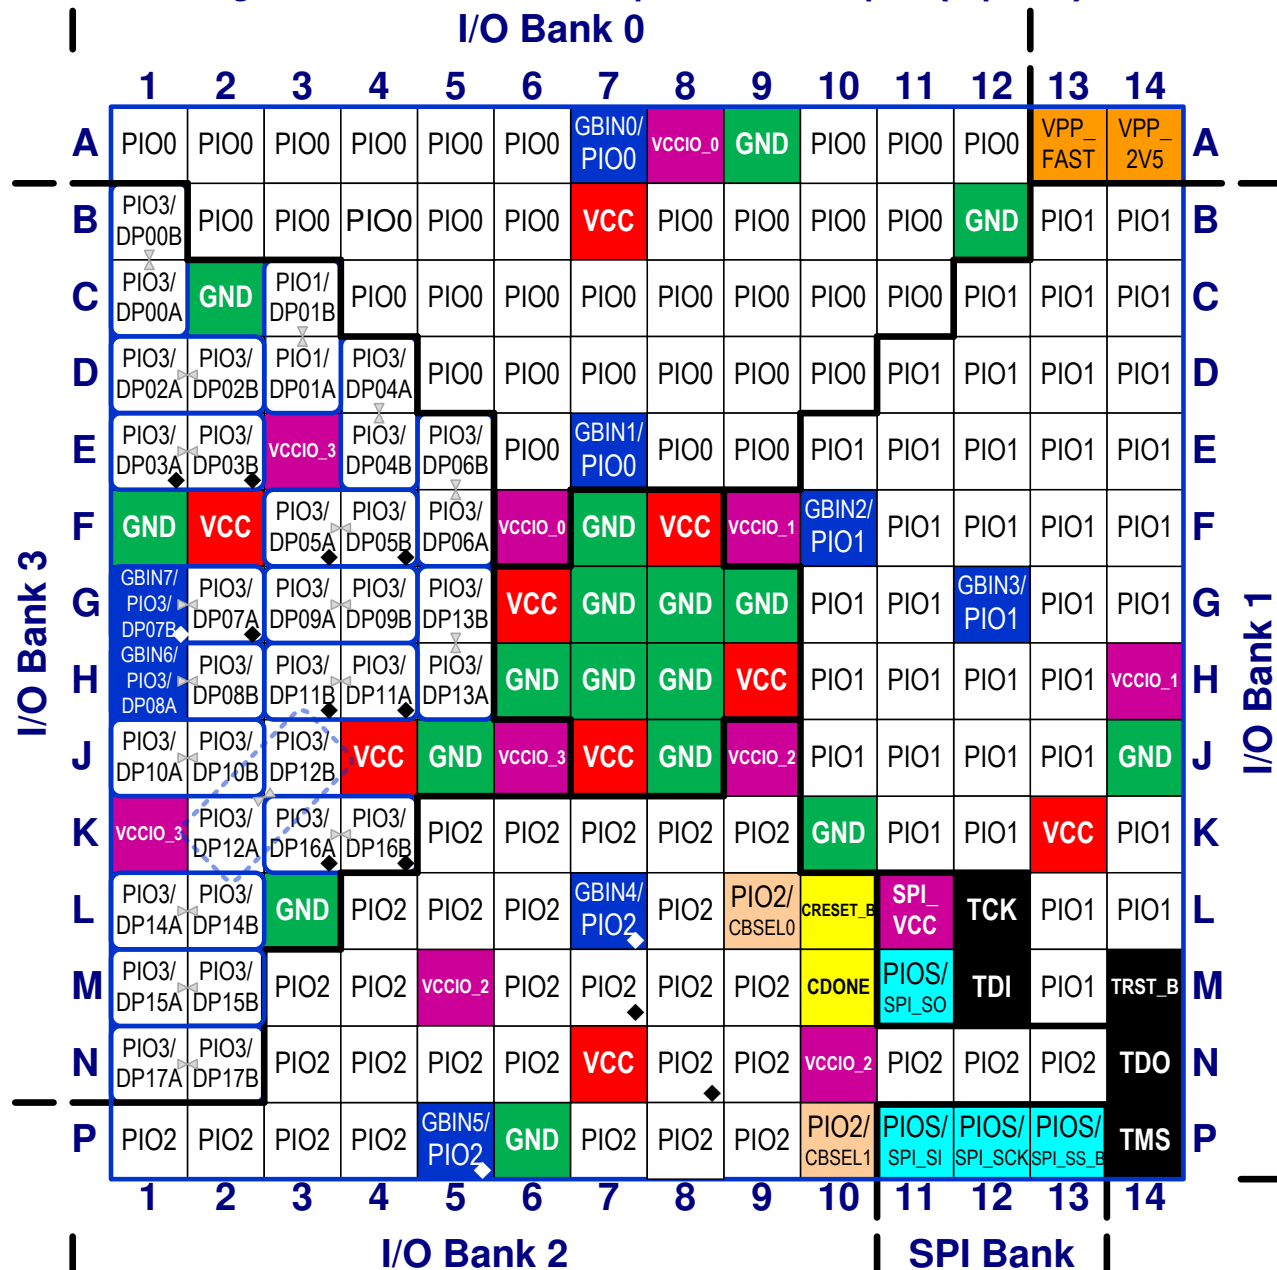 I/O Bank 0
1 2 3 4 5 6 7 8 9 10 11 12 13 14
A PIO0 PIO0 PIO0 PIO0 PIO0 PIO0 GBIN0/ PIO0 VCCIO_0 GND PIO0 PIO0 PIO0 VPP_ FAST VPP_ 2V5 A
B PIO3/ DP00B PIO0 PIO0 PIO0 PIO0 PIO0 VCC PIO0 PIO0 PIO0 PIO0 GND PIO1 PIO1 B
C PIO3/ DP00A GND PIO1/ DP01B PIO0 PIO0 PIO0 PIO0 PIO0 PIO0 PIO0 PIO0 PIO1 PIO1 PIO1 C
D PIO3/ DP02A PIO3/ DP02B PIO1/ DP01A PIO3/ DP04A PIO0 PIO0 PIO0 PIO0 PIO0 PIO0 PIO1 PIO1 PIO1 PIO1 D
E PIO3/ DP03A PIO3/ DP03B VCCIO_3 PIO3/ DP04B PIO3/ DP06B PIO0 GBIN1/ PIO0 PIO0 PIO0 PIO1 PIO1 PIO1 PIO1 PIO1 E
F GND VCC PIO3/ DP05A PIO3/ DP05B PIO3/ DP06A VCCIO_0 GND VCC VCCIO_1 GBIN2/ PIO1 PIO1 PIO1 PIO1 PIO1 F
G GBIN7/ PIO3/ DP07B PIO3/ DP07A PIO3/ DP09A PIO3/ DP09B PIO3/ DP13B VCC GND GND GND PIO1 PIO1 GBIN3/ PIO1 PIO1 PIO1 G
H GBIN6/ PIO3/ DP08A PIO3/ DP08B PIO3/ DP11B PIO3/ DP11A PIO3/ DP13A GND GND GND VCC PIO1 PIO1 PIO1 PIO1 VCCIO_1 H
J PIO3/ DP10A PIO3/ DP10B PIO3/ DP12B VCC GND VCCIO_3 VCC GND VCCIO_2 PIO1 PIO1 PIO1 PIO1 GND J
K VCCIO_3 PIO3/ DP12A PIO3/ DP16A PIO3/ DP16B PIO2 PIO2 PIO2 PIO2 PIO2 GND PIO1 PIO1 VCC PIO1 K
L PIO3/ DP14A PIO3/ DP14B GND PIO2 PIO2 PIO2 GBIN4/ PIO2 PIO2 PIO2/ CBSEL0 CRESET_B SPI_ VCC TCK PIO1 PIO1 L
M PIO3/ DP15A PIO3/ DP15B PIO2 PIO2 VCCIO_2 PIO2 PIO2 PIO2 PIO2 CDONE PIOS/ SPI_SO TDI PIO1 TRST_B M
N PIO3/ DP17A PIO3/ DP17B PIO2 PIO2 PIO2 PIO2 VCC PIO2 PIO2 VCCIO_2 PIO2 PIO2 PIO2 TDO N
P PIO2 PIO2 PIO2 PIO2 GBIN5/ PIO2 GND PIO2 PIO2 PIO2 PIO2/ CBSEL1 PIOS/ SPI_SI PIOS/ SPI_SCK PIOS/ SPI_SS_B TMS P
1 2 3 4 5 6 7 8 9 10 11 12 13 14
I/O Bank 3
I/O Bank 1
I/O Bank 2
SPI Bank